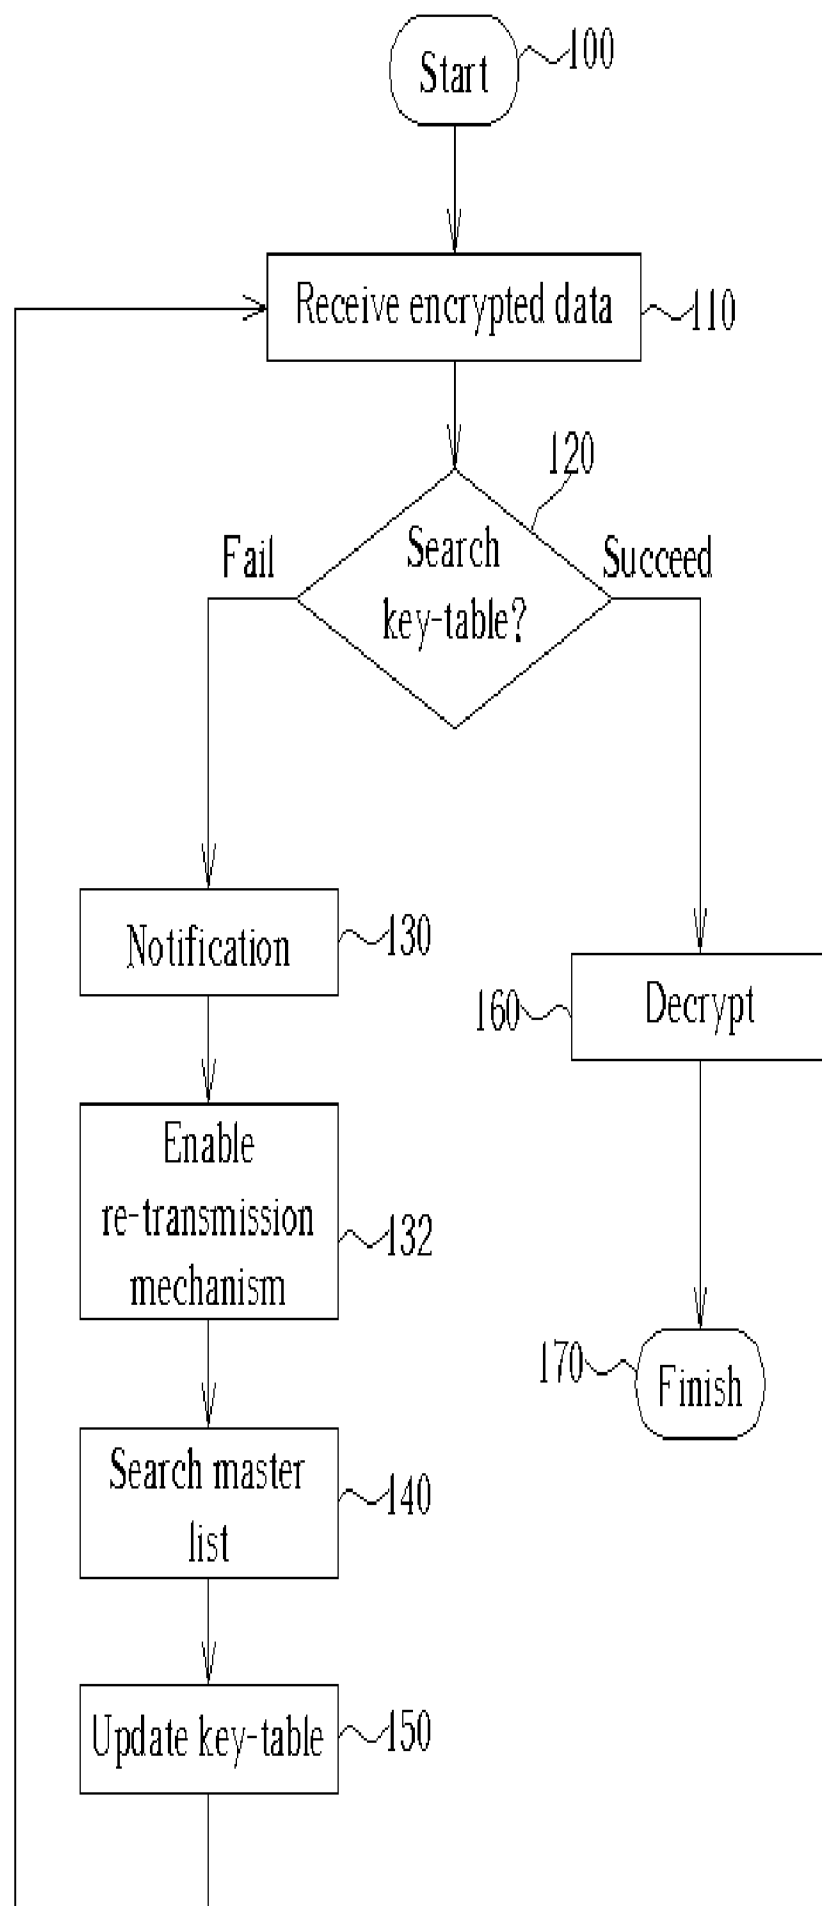 Start
100
Receive encrypted data
110
120
Fail
Search
key-table?
Succeed
Notification
130
Decrypt
160
Enable
re-transmission
mechanism
132
170
Finish
Search master
list
140
Update key-table
150